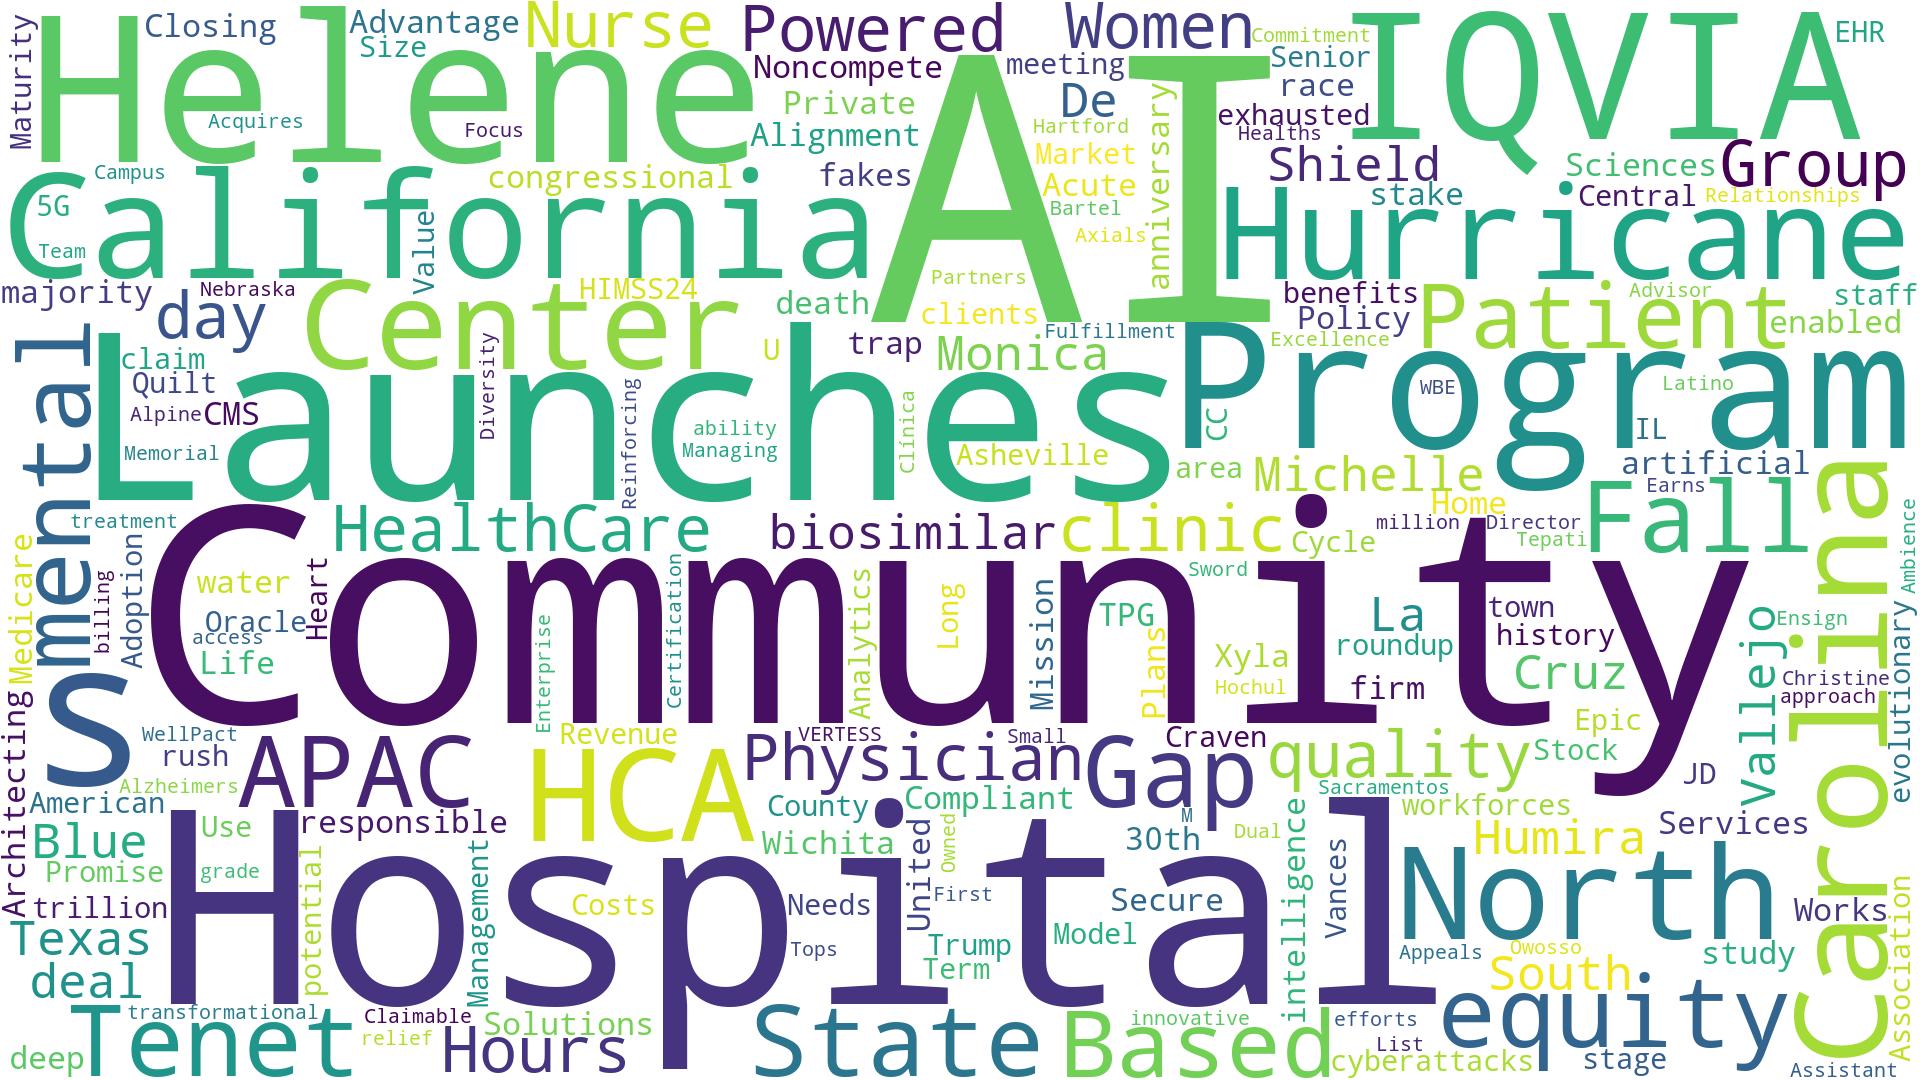 Maturity
Closing
Advantage
Size
Nurse
Powered
Women
Commitment
IQVIA
EHR
Helene
Acquires
Focus
Noncompete
Private
Alignment
AI
meeting
De
Hartford
Market
Acute
Bartel
Axials
anniversary
Senior
race
exhausted
Healths
Shield
Sciences
Group
stake
Central
Relationships
Campus
5G
Team
California
Value
congressional
fakes
Hurricane
majority
Nebraska
day
Center
HIMSS24
death
Partners
clients
Fulfillment
benefits
Policy
Excellence
Patient
Advisor
staff
enabled
claim
Quilt
Alpine
CMS
Memorial
Launches
Diversity
Reinforcing
U
trap
Monica
ability
Managing
Clínica
Asheville
CC
area
Program
WBE
Latino
IL
artificial
Michelle
Earns
mental
treatment
HealthCare
biosimilar
clinic
Cycle
Home
million
Director
Tepati
Fall
Carolina
Ambience
Medicare
billing
Adoption
water
Oracle
access
Life
Heart
Community
Enterprise
Certification
Analytics
Long
Mission
TPG
Plans
Sword
Xyla
Hochul
La
roundup
firm
town
history
Cruz
Epic
Stock
Vallejo
Ensign
Christine
approach
evolutionary
Architecting
S
WellPact
rush
Alzheimers
American
APAC
HCA
Revenue
Physician
VERTESS
Small
Gap
Craven
quality
Sacramentos
JD
workforces
Blue
Promise
trillion
Use
grade
responsible
potential
Management
County
Wichita
Compliant
Owned
M
30th
Dual
intelligence
Vances
Humira
Services
Works
Association
Texas
deal
Hospital
Costs
Needs
Tops
United
First
Trump
Term
Model
Secure
North
Appeals
Owosso
South
study
Tenet
transformational
deep
Claimable
relief
Hours
Solutions
State
Based
innovative
efforts
List
cyberattacks
equity
stage
Assistant